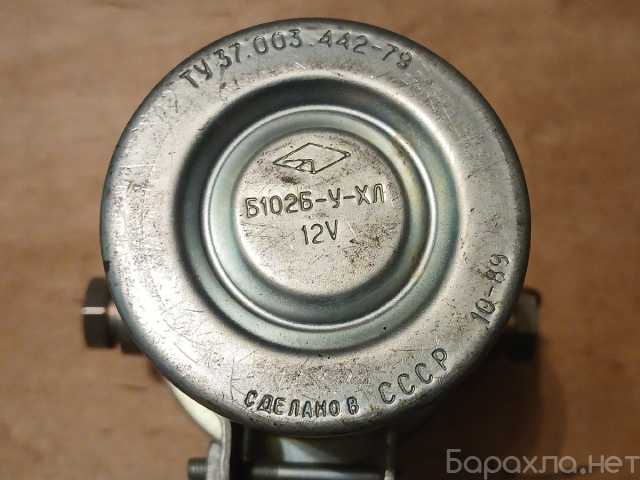 ТУ 37.003.442-79
Б102Б-У-ХЛ
12V
10-89
СДЕЛАНО В СССР
Барахла.нет